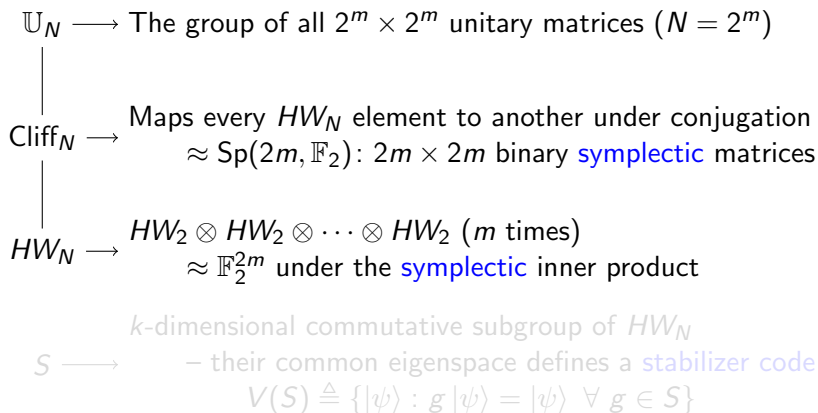 𝕌_N → The group of all 2^m × 2^m unitary matrices (N = 2^m)
Cliff_N → Maps every HW_N element to another under conjugation
≈ Sp(2m, 𝔽_2): 2m × 2m binary symplectic matrices
HW_N → HW_2 ⊗ HW_2 ⊗ ⋯ ⊗ HW_2 (m times)
≈ 𝔽_2^{2m} under the symplectic inner product
k-dimensional commutative subgroup of HW_N
S → – their common eigenspace defines a stabilizer code
V(S) ≜ {|ψ⟩ : g |ψ⟩ = |ψ⟩ ∀ g ∈ S}